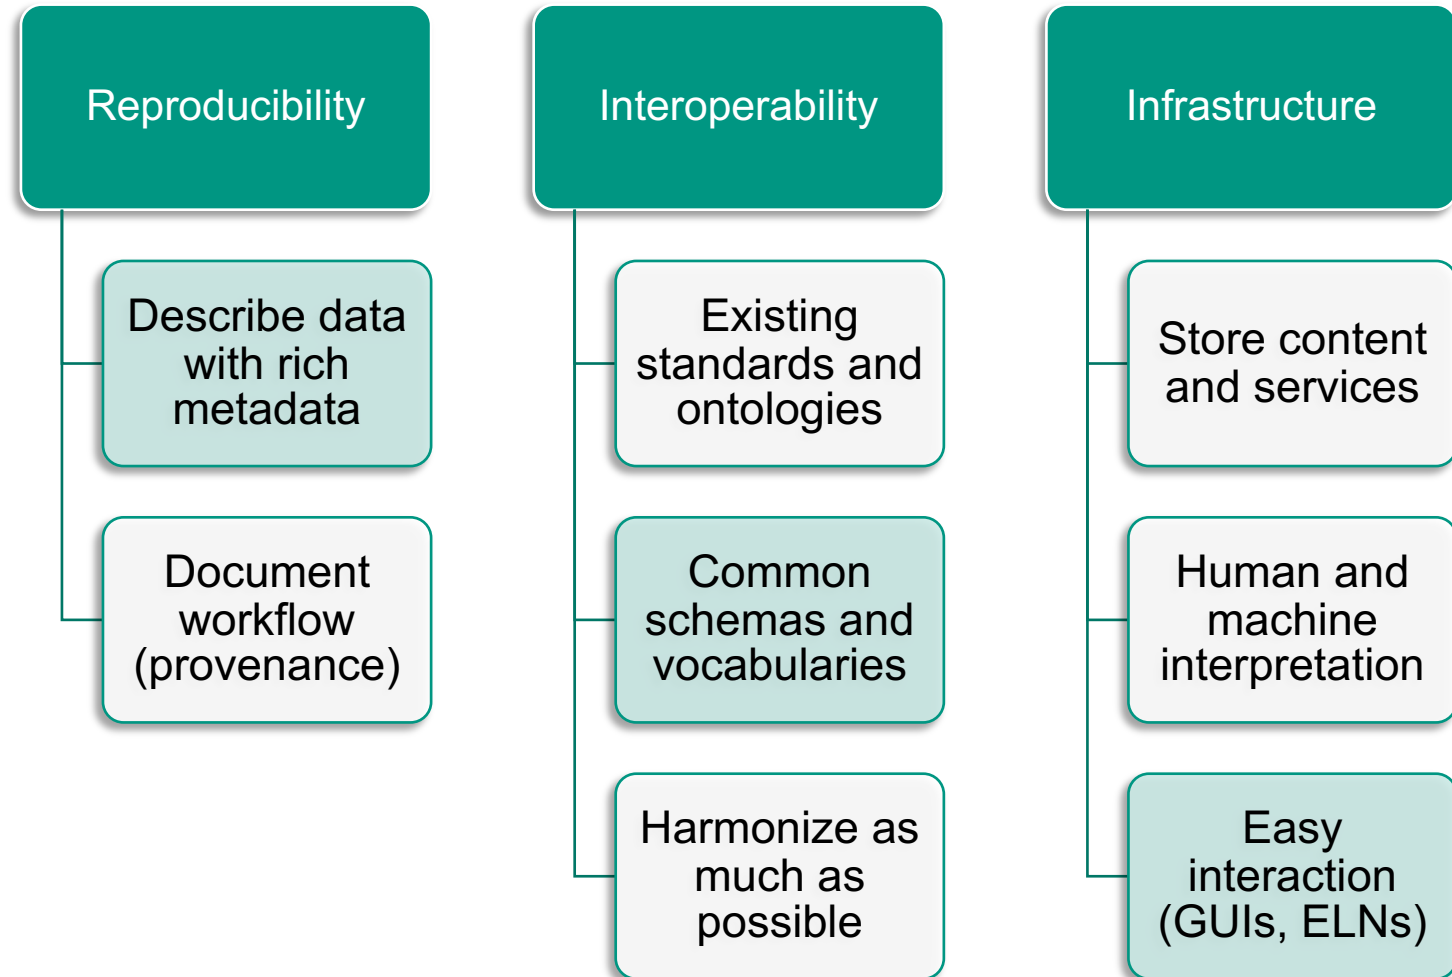 Reproducibility
Describe data
with rich
metadata
Document
workflow
(provenance)
Interoperability
Existing
standards and
ontologies
Common
schemas and
vocabularies
Harmonize as
much as
possible
Infrastructure
Store content
and services
Human and
machine
interpretation
Easy
interaction
(GUIs, ELNs)